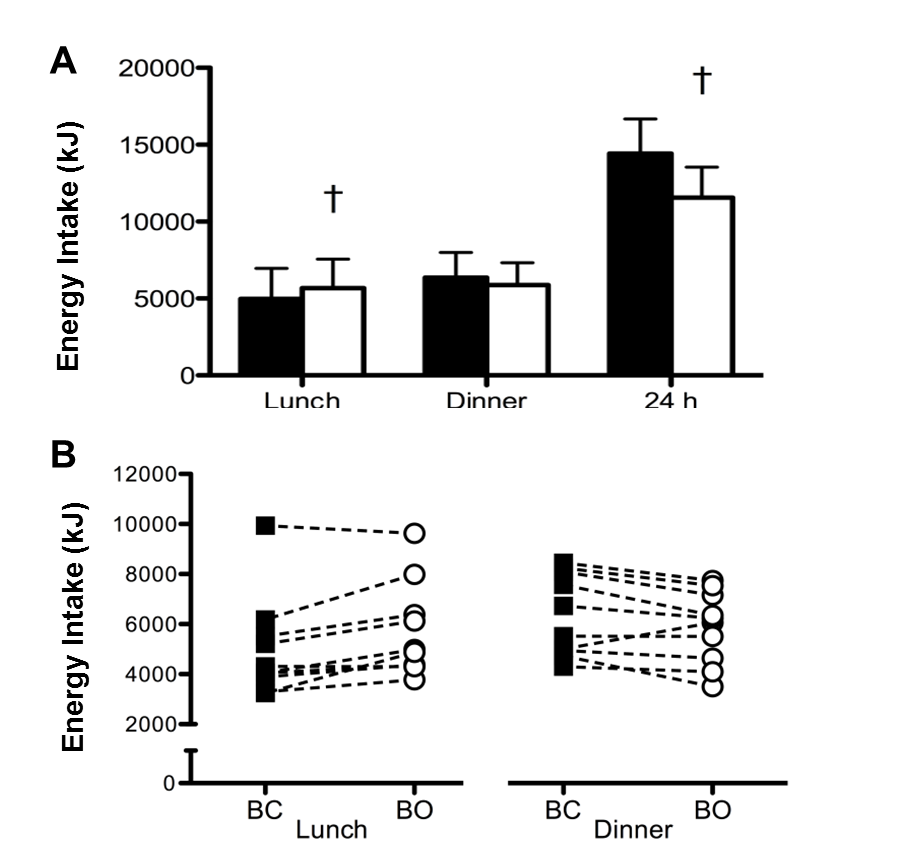 A
Energy Intake (kJ)
20000
15000
10000
5000
0
†
†
Lunch Dinner 24 h
B
Energy Intake (kJ)
12000
10000
8000
6000
4000
2000
0
BC BO BC BO
Lunch Dinner